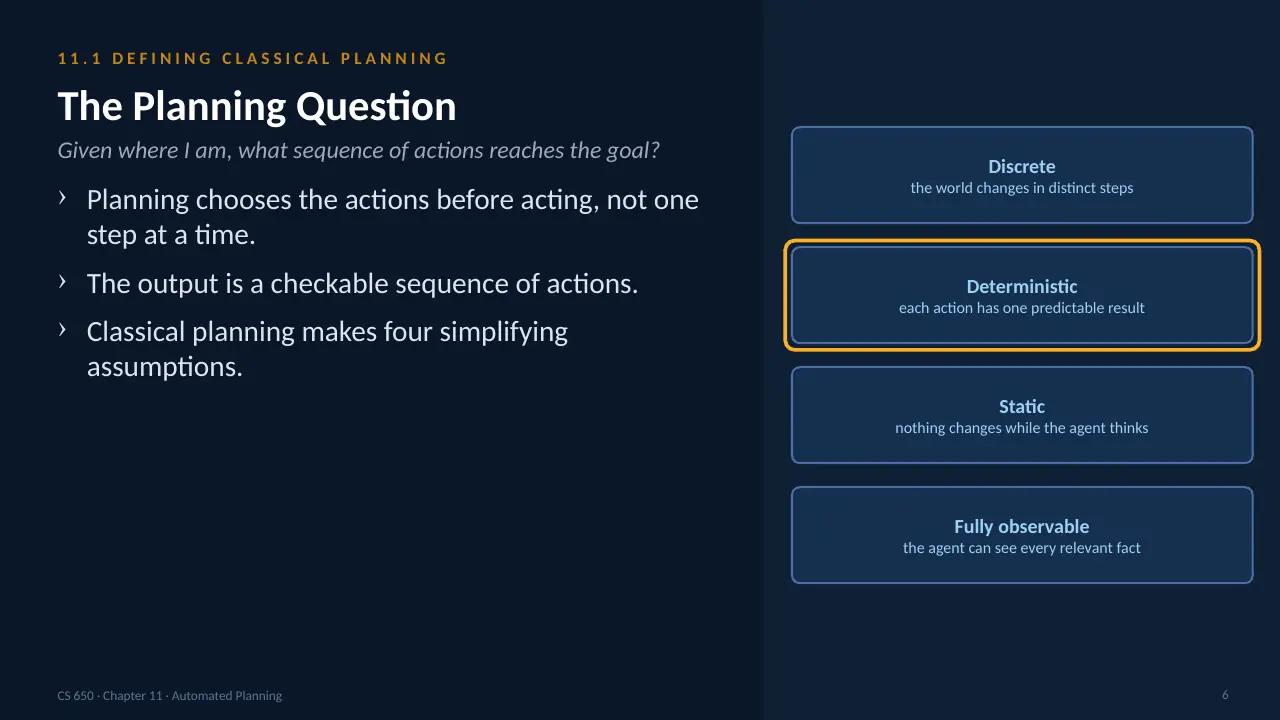 11.1 DEFINING CLASSICAL PLANNING
The Planning Question
Given where I am, what sequence of actions reaches the goal?
› Planning chooses the actions before acting, not one
step at a time.
› The output is a checkable sequence of actions.
› Classical planning makes four simplifying
assumptions.
Discrete
the world changes in distinct steps
Deterministic
each action has one predictable result
Static
nothing changes while the agent thinks
Fully observable
the agent can see every relevant fact
CS 650 · Chapter 11 · Automated Planning
6